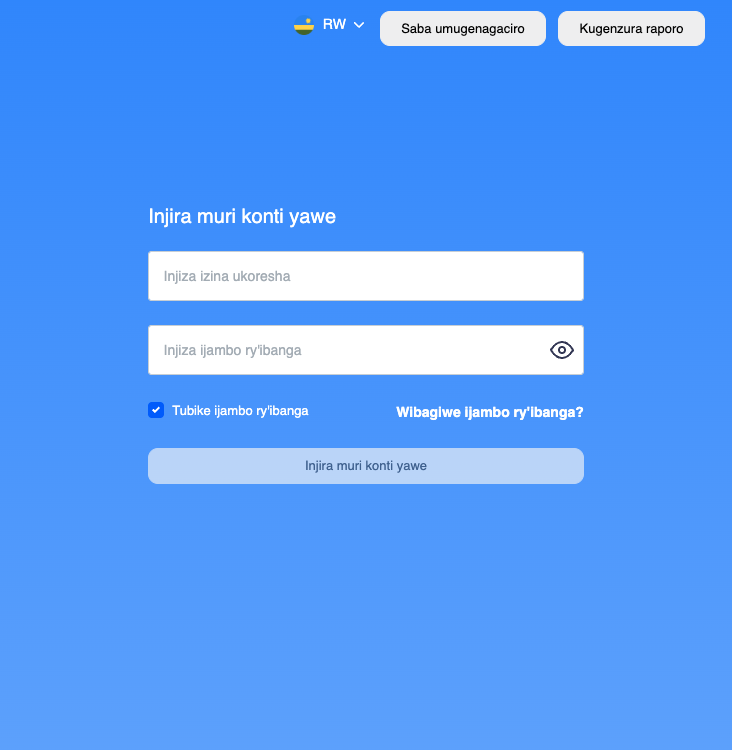 RW
Saba umugenagaciro
Kugenzura raporo
Injira muri konti yawe
Injiza izina ukoresha
Injiza ijambo ry'ibanga
Tubike ijambo ry'ibanga
Wibagiwe ijambo ry'ibanga?
Injira muri konti yawe